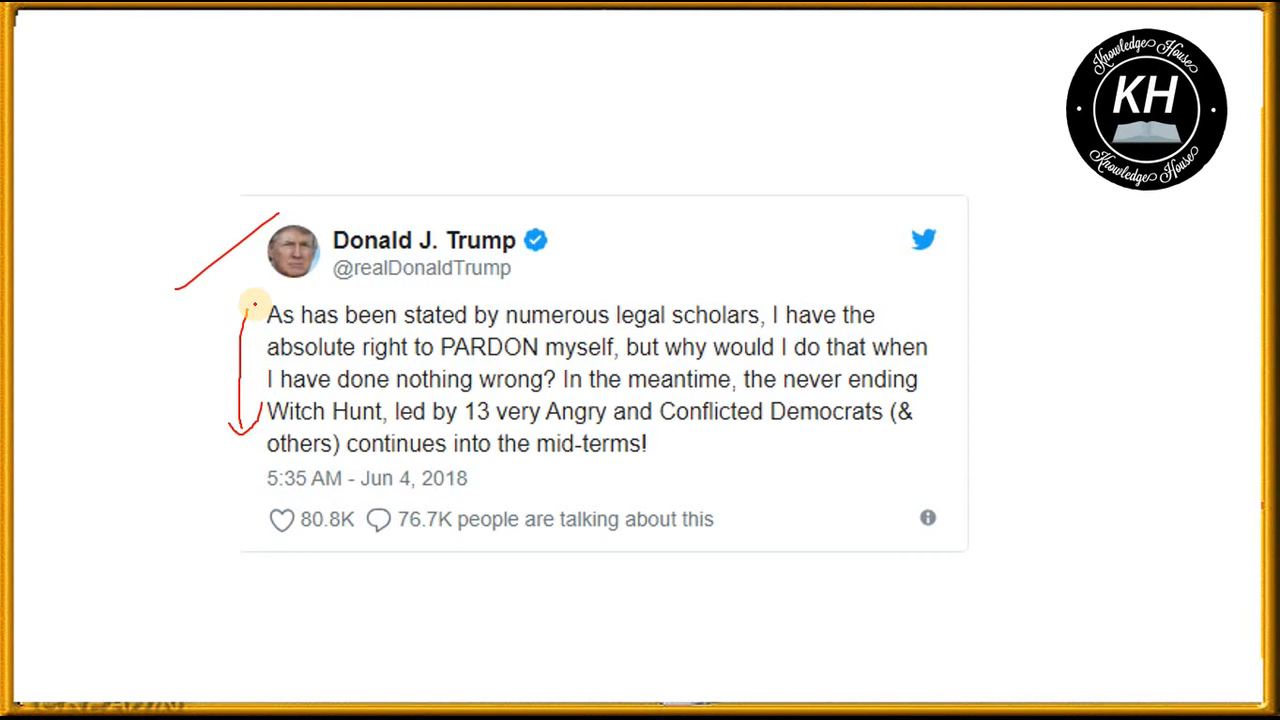 Knowledge House
KH
Knowledge House
Donald J. Trump
@realDonaldTrump
As has been stated by numerous legal scholars, I have the
absolute right to PARDON myself, but why would I do that when
I have done nothing wrong? In the meantime, the never ending
Witch Hunt, led by 13 very Angry and Conflicted Democrats (&
others) continues into the mid-terms!
5:35 AM - Jun 4, 2018
80.8K 76.7K people are talking about this